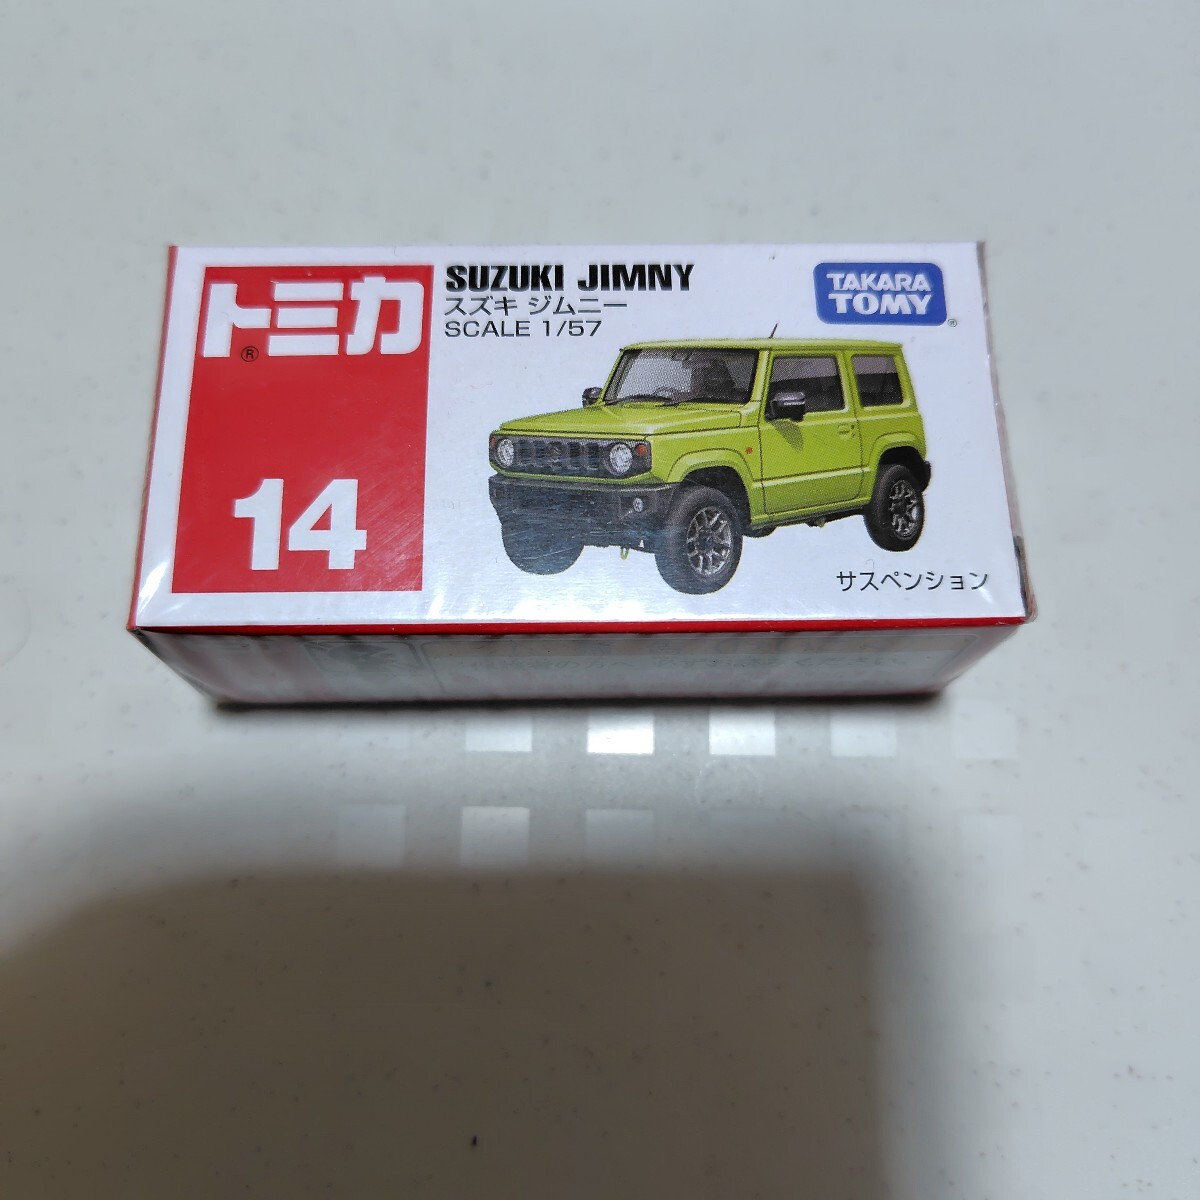 トミカ
®
14
SUZUKI JIMNY
スズキ ジムニー
SCALE 1/57
TAKARA
TOMY
®
サスペンション